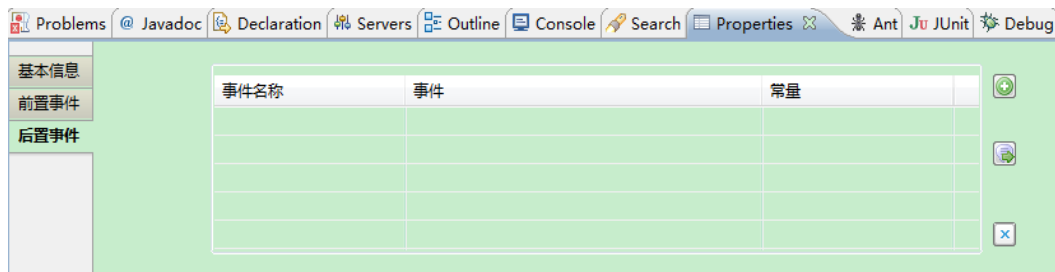 Problems @ Javadoc Declaration Servers Outline Console Search Properties Ant Ju JUnit Debug
基本信息
前置事件
后置事件
事件名称 事件 常量